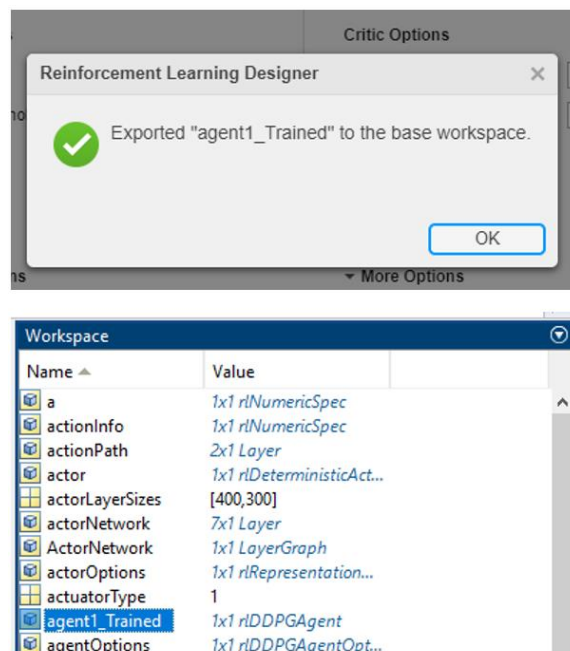 Critic Options
Reinforcement Learning Designer
Exported "agent1_Trained" to the base workspace.
OK
ns More Options
Workspace
Name Value
a 1x1 rlNumericSpec
actionInfo 1x1 rlNumericSpec
actionPath 2x1 Layer
actor 1x1 rlDeterministicAct...
actorLayerSizes [400,300]
actorNetwork 7x1 Layer
ActorNetwork 1x1 LayerGraph
actorOptions 1x1 rlRepresentation...
actuatorType 1
agent1_Trained 1x1 rlDDPGAgent
agentOptions 1x1 rlDDPGAgentOpt...